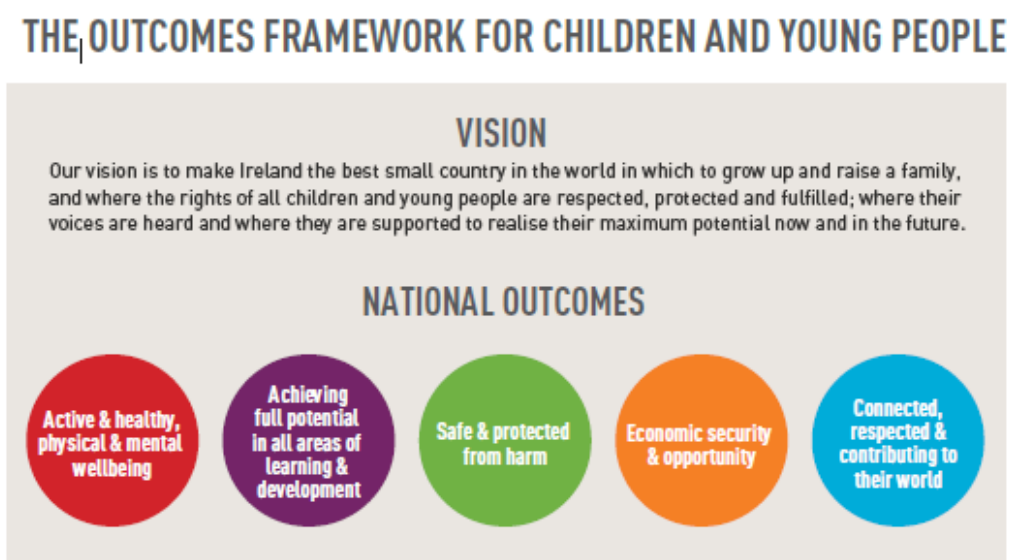 THE OUTCOMES FRAMEWORK FOR CHILDREN AND YOUNG PEOPLE
VISION
Our vision is to make Ireland the best small country in the world in which to grow up and raise a family,
and where the rights of all children and young people are respected, protected and fulfilled; where their
voices are heard and where they are supported to realise their maximum potential now and in the future.
NATIONAL OUTCOMES
Active & healthy,
physical & mental
wellbeing
Achieving
full potential
in all areas of
learning &
development
Safe & protected
from harm
Economic security
& opportunity
Connected,
respected &
contributing to
their world